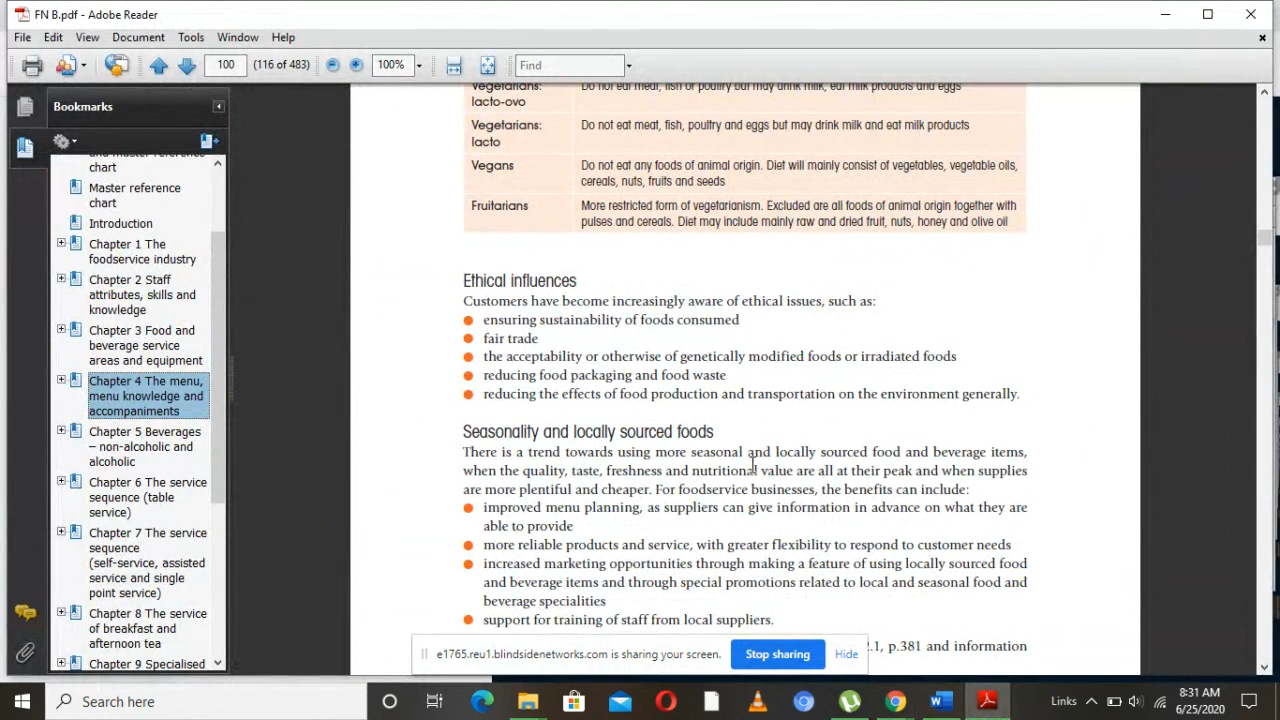 FN B.pdf - Adobe Reader
File Edit View Document Tools Window Help
100 (116 of 483) 100% Find
Bookmarks
and master reference
chart
Master reference
chart
Introduction
Chapter 1 The
foodservice industry
Chapter 2 Staff
attributes, skills and
knowledge
Chapter 3 Food and
beverage service
areas and equipment
Chapter 4 The menu,
menu knowledge and
accompaniments
Chapter 5 Beverages
– non-alcoholic and
alcoholic
Chapter 6 The service
sequence (table
service)
Chapter 7 The service
sequence
(self-service, assisted
service and single
point service)
Chapter 8 The service
of breakfast and
afternoon tea
Chapter 9 Specialised
Vegetarians: Do not eat meat, fish or poultry but may drink milk, eat milk products and eggs
lacto-ovo
Vegetarians: Do not eat meat, fish, poultry and eggs but may drink milk and eat milk products
lacto
Vegans Do not eat any foods of animal origin. Diet will mainly consist of vegetables, vegetable oils,
cereals, nuts, fruits and seeds
Fruitarians More restricted form of vegetarianism. Excluded are all foods of animal origin together with
pulses and cereals. Diet may include mainly raw and dried fruit, nuts, honey and olive oil
Ethical influences
Customers have become increasingly aware of ethical issues, such as:
ensuring sustainability of foods consumed
fair trade
the acceptability or otherwise of genetically modified foods or irradiated foods
reducing food packaging and food waste
reducing the effects of food production and transportation on the environment generally.
Seasonality and locally sourced foods
There is a trend towards using more seasonal and locally sourced food and beverage items,
when the quality, taste, freshness and nutritional value are all at their peak and when supplies
are more plentiful and cheaper. For foodservice businesses, the benefits can include:
improved menu planning, as suppliers can give information in advance on what they are
able to provide
more reliable products and service, with greater flexibility to respond to customer needs
increased marketing opportunities through making a feature of using locally sourced food
and beverage items and through special promotions related to local and seasonal food and
beverage specialities
support for training of staff from local suppliers.
2.1, p.381 and information
e1765.reu1.blindsidenetworks.com is sharing your screen. Stop sharing Hide
Search here
Links
8:31 AM
6/25/2020